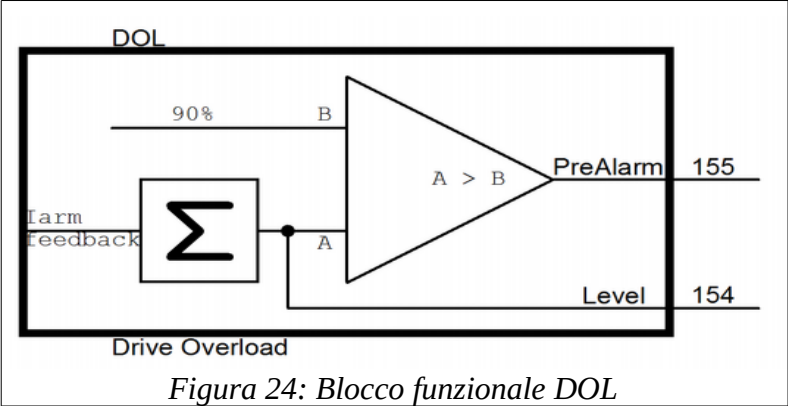 DOL
90%
B
A > B
PreAlarm
155
Iarm
feedback
Σ
A
Level
154
Drive Overload
Figura 24: Blocco funzionale DOL